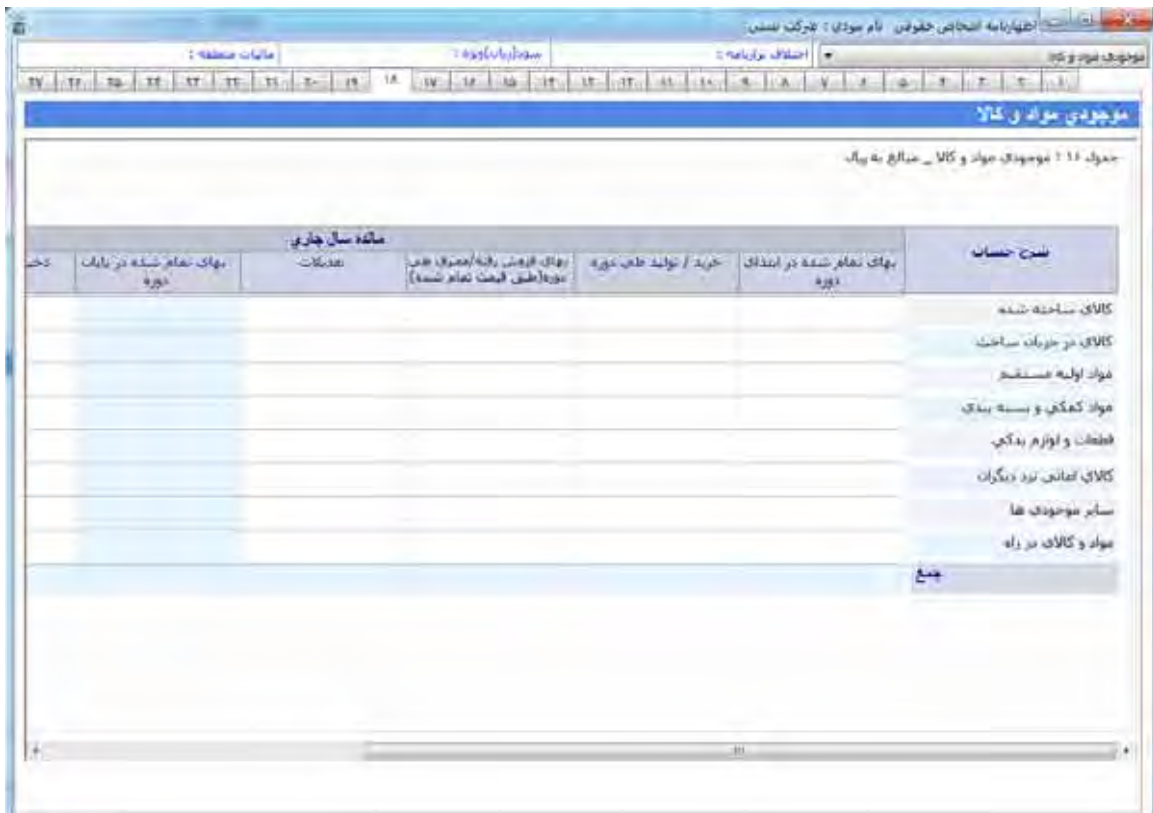 اظهارنامه اشخاص حقوقی نام مودی : شرکت تستی
موجودی مواد و کالا
اختلاف ترازنامه :
سود(زیان)ویژه :
مالیات متعلقه :
۱ ۲ ۳ ۴ ۵ ۶ ۷ ۸ ۹ ۱۰ ۱۱ ۱۲ ۱۳ ۱۴ ۱۵ ۱۶ ۱۷ ۱۸ ۱۹ ۲۰ ۲۱ ۲۲ ۲۳ ۲۴ ۲۵ ۲۶ ۲۷
موجودی مواد و کالا
جدول ۱۶ : موجودی مواد و کالا _ مبالغ به ریال
شرح حساب
مانده سال جاری
بهای تمام شده در ابتدای دوره
خرید / تولید طی دوره
بهای فروش رفته/مصرف طی دوره(طبق قیمت تمام شده)
تعدیلات
بهای تمام شده در پایان دوره
کالای ساخته شده
کالای در جریان ساخت
مواد اولیه مستقیم
مواد کمکی و بسته بندی
قطعات و لوازم یدکی
کالای امانی نزد دیگران
سایر موجودی ها
مواد و کالای در راه
جمع